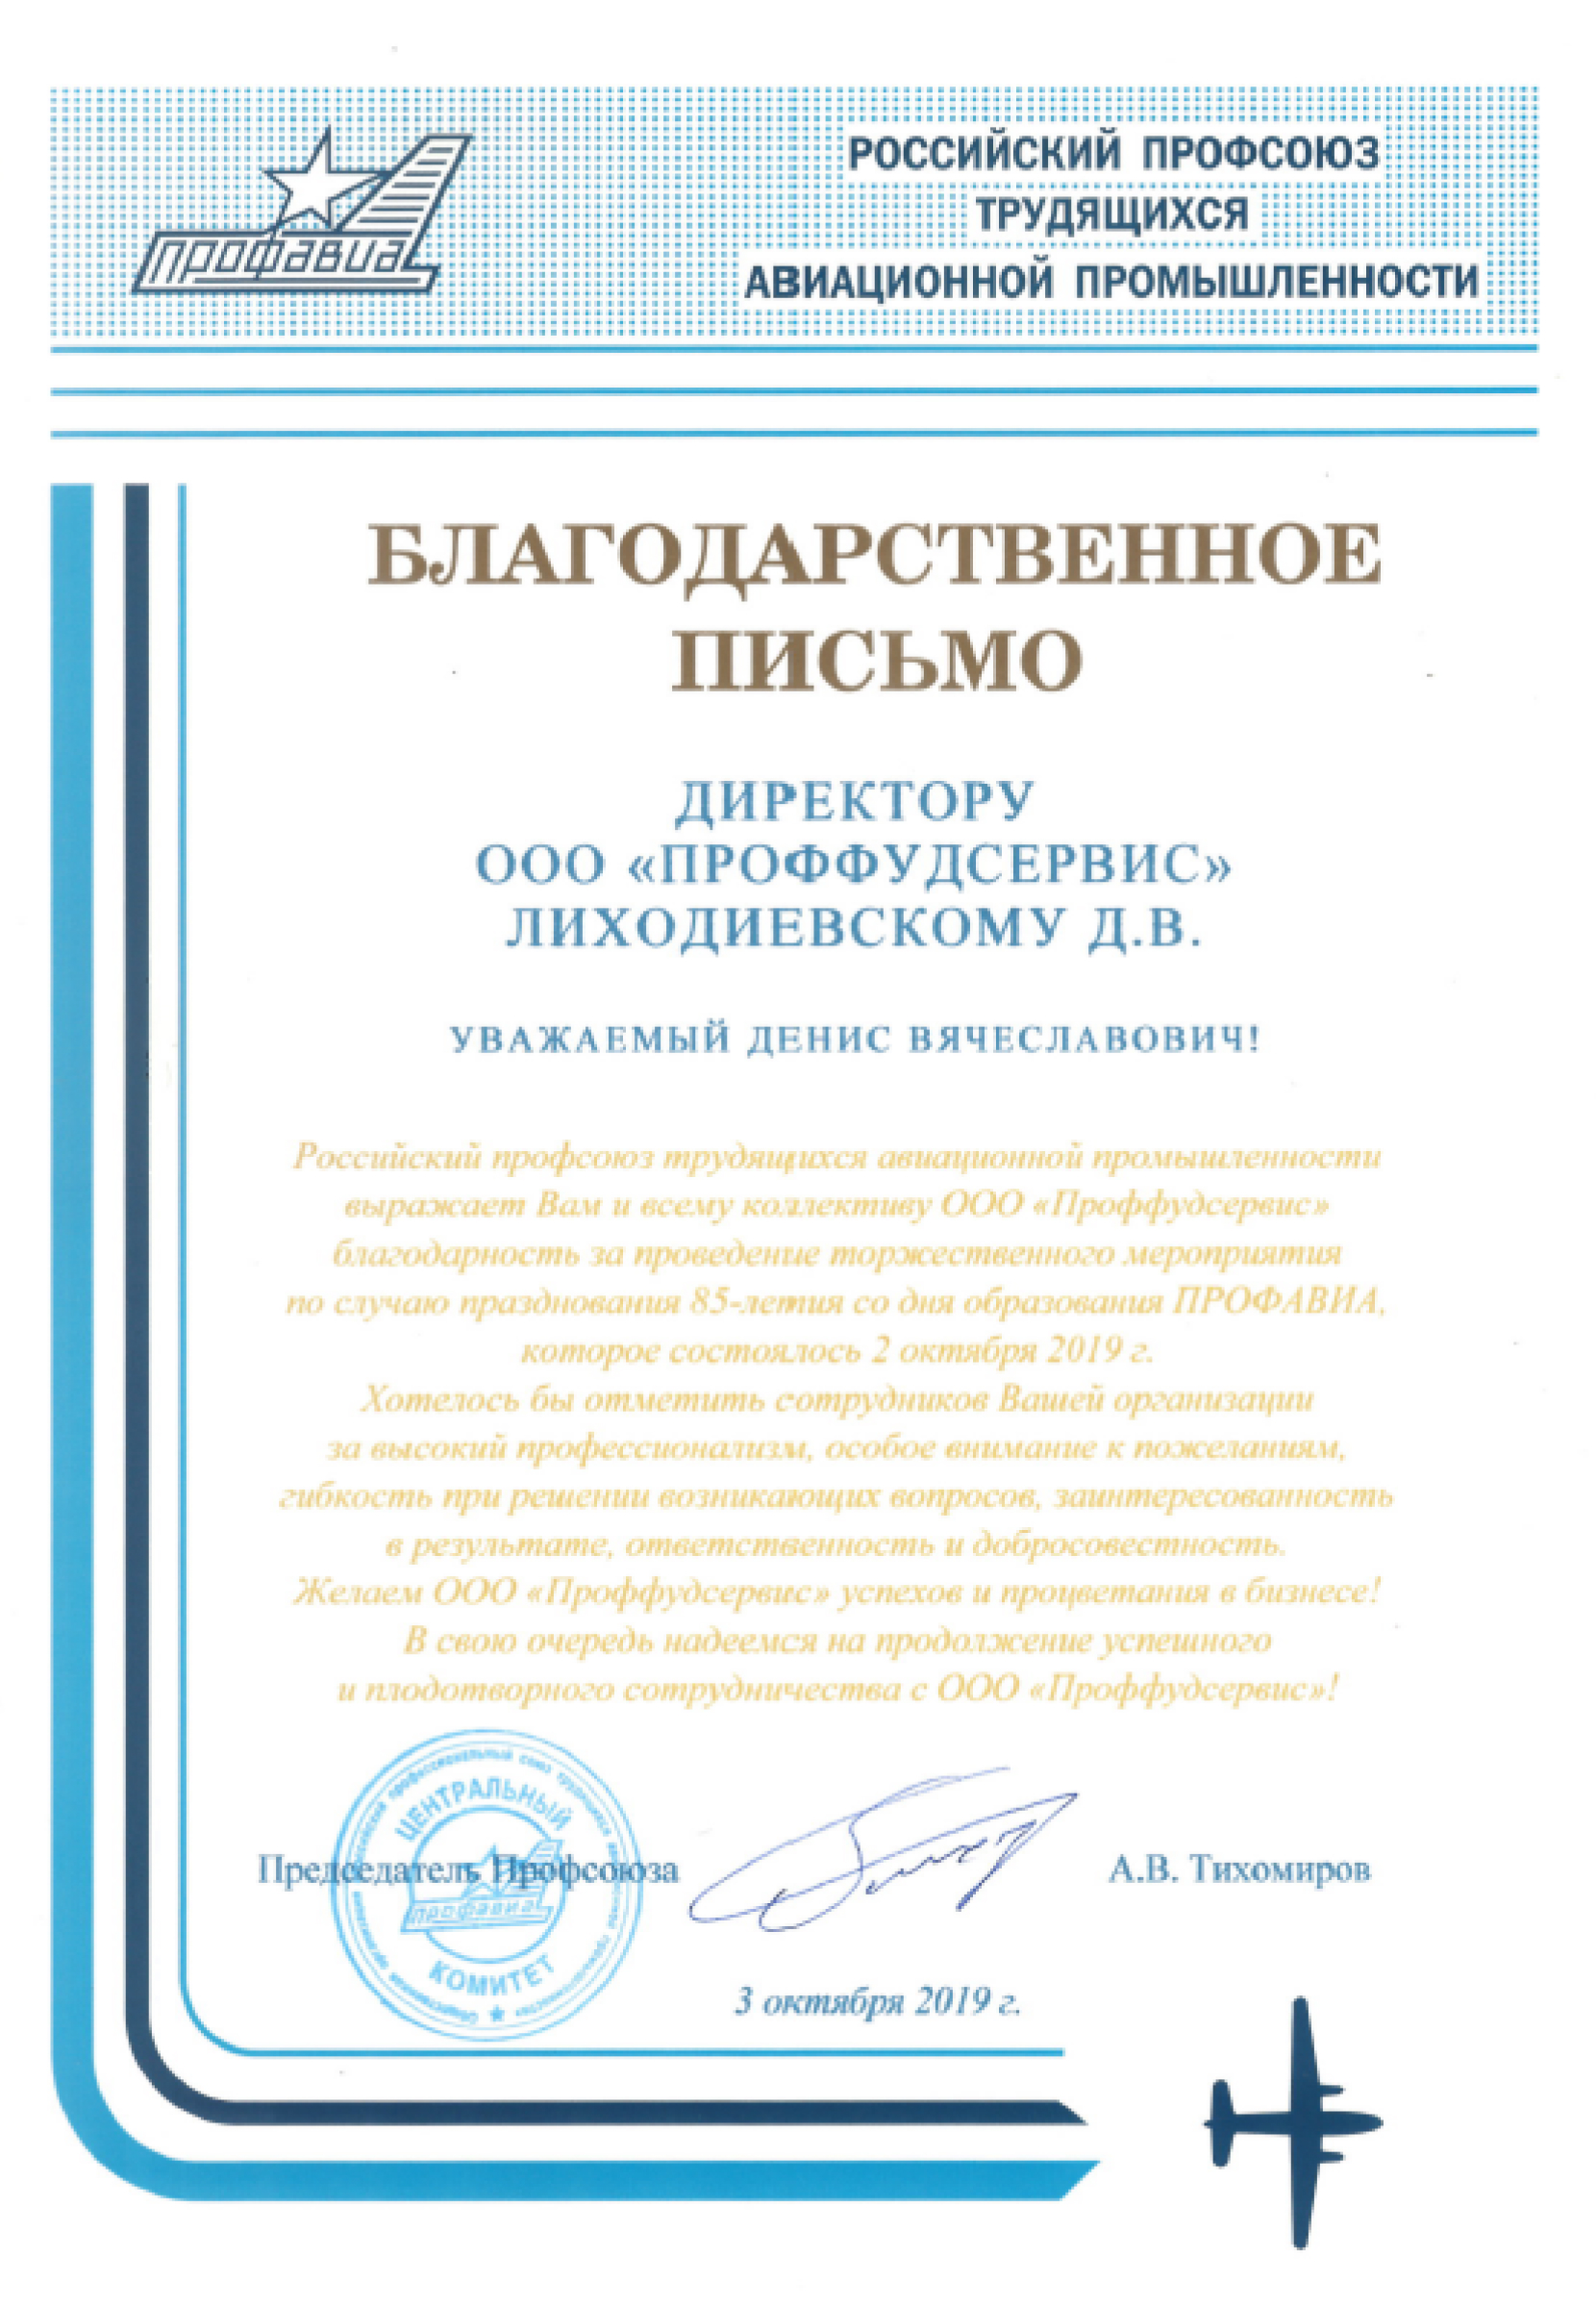 профавиа
РОССИЙСКИЙ ПРОФСОЮЗ
ТРУДЯЩИХСЯ
АВИАЦИОННОЙ ПРОМЫШЛЕННОСТИ
БЛАГОДАРСТВЕННОЕ
ПИСЬМО
ДИРЕКТОРУ
ООО «ПРОФФУДСЕРВИС»
ЛИХОДИЕВСКОМУ Д.В.
УВАЖАЕМЫЙ ДЕНИС ВЯЧЕСЛАВОВИЧ!
Российский профсоюз трудящихся авиационной промышленности
выражает Вам и всему коллективу ООО «Проффудсервис»
благодарность за проведение торжественного мероприятия
по случаю празднования 85-летия со дня образования ПРОФАВИА,
которое состоялось 2 октября 2019 г.
Хотелось бы отметить сотрудников Вашей организации
за высокий профессионализм, особое внимание к пожеланиям,
гибкость при решении возникающих вопросов, заинтересованность
в результате, ответственность и добросовестность.
Желаем ООО «Проффудсервис» успехов и процветания в бизнесе!
В свою очередь надеемся на продолжение успешного
и плодотворного сотрудничества с ООО «Проффудсервис»!
Председатель Профсоюза
А.В. Тихомиров
ЦЕНТРАЛЬНЫЙ
профавиа
КОМИТЕТ
3 октября 2019 г.